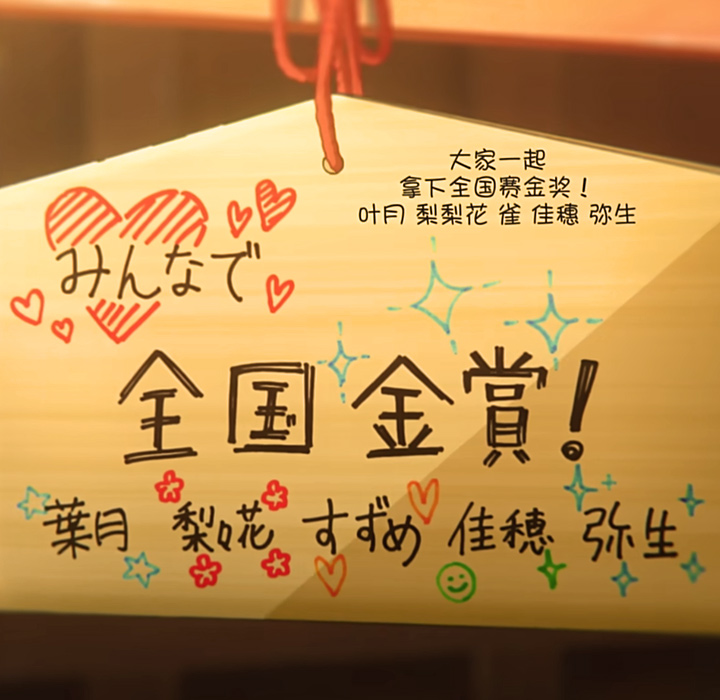 大家一起
拿下全国赛金奖！
叶月 梨梨花 雀 佳穗 弥生
みんなで
全国金賞！
葉月 梨々花 すずめ 佳穂 弥生